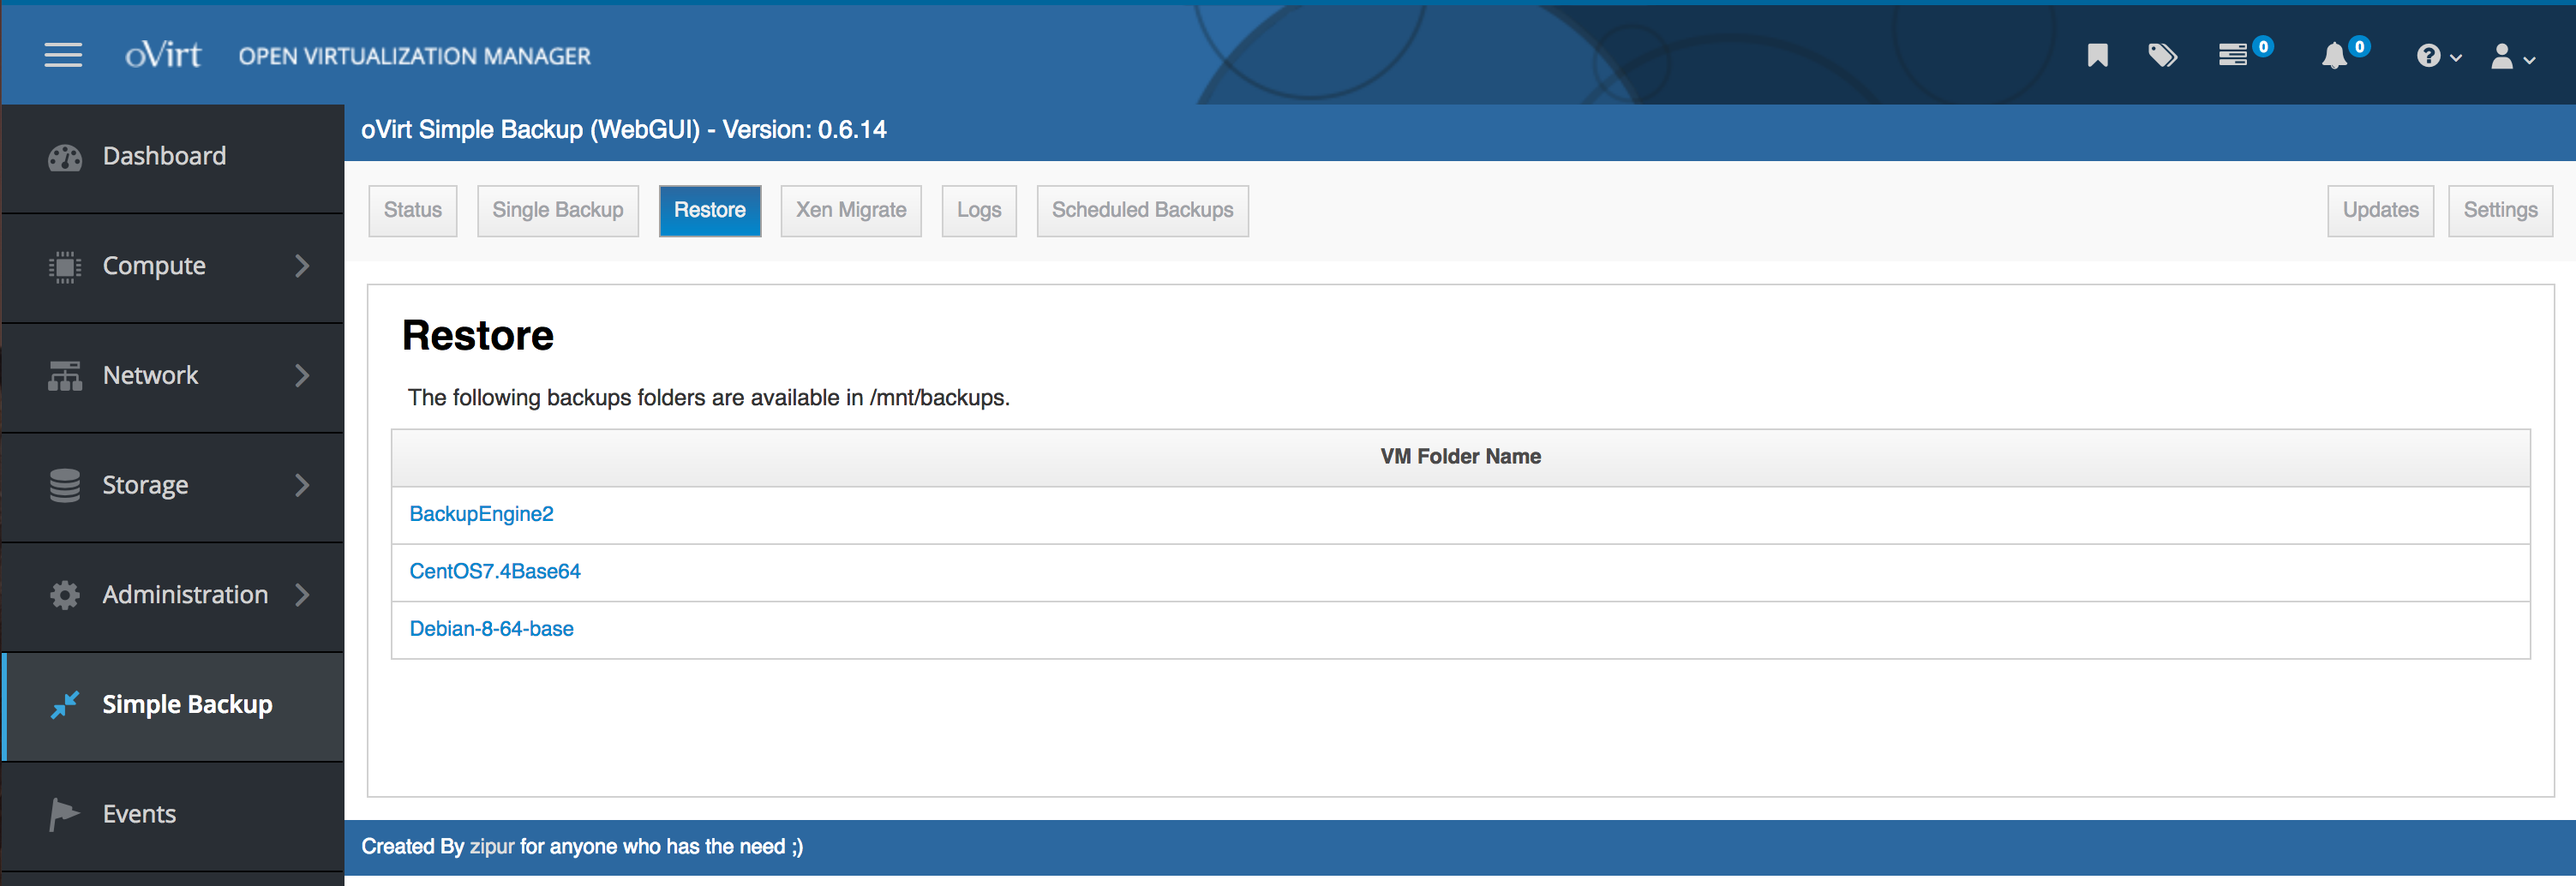 oVirt OPEN VIRTUALIZATION MANAGER 0 0
Dashboard
Compute
Network
Storage
Administration
Simple Backup
Events
oVirt Simple Backup (WebGUI) - Version: 0.6.14
Status Single Backup Restore Xen Migrate Logs Scheduled Backups Updates Settings
Restore
The following backups folders are available in /mnt/backups.
VM Folder Name
BackupEngine2
CentOS7.4Base64
Debian-8-64-base
Created By zipur for anyone who has the need ;)